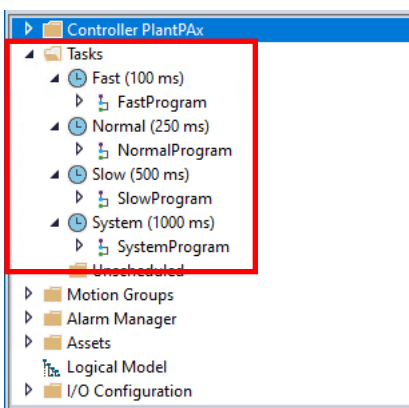 Controller PlantPAx
Tasks
Fast (100 ms)
FastProgram
Normal (250 ms)
NormalProgram
Slow (500 ms)
SlowProgram
System (1000 ms)
SystemProgram
Unscheduled
Motion Groups
Alarm Manager
Assets
Logical Model
I/O Configuration